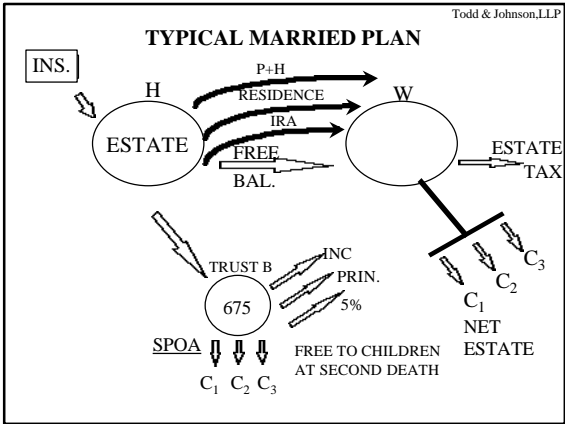 Todd & Johnson,LLP
TYPICAL MARRIED PLAN
INS.
H
P+H
RESIDENCE
IRA
W
ESTATE
FREE
BAL.
ESTATE
TAX
TRUST B
INC
PRIN.
5%
675
SPOA
C1 C2 C3
FREE TO CHILDREN
AT SECOND DEATH
C1
C2
C3
NET
ESTATE